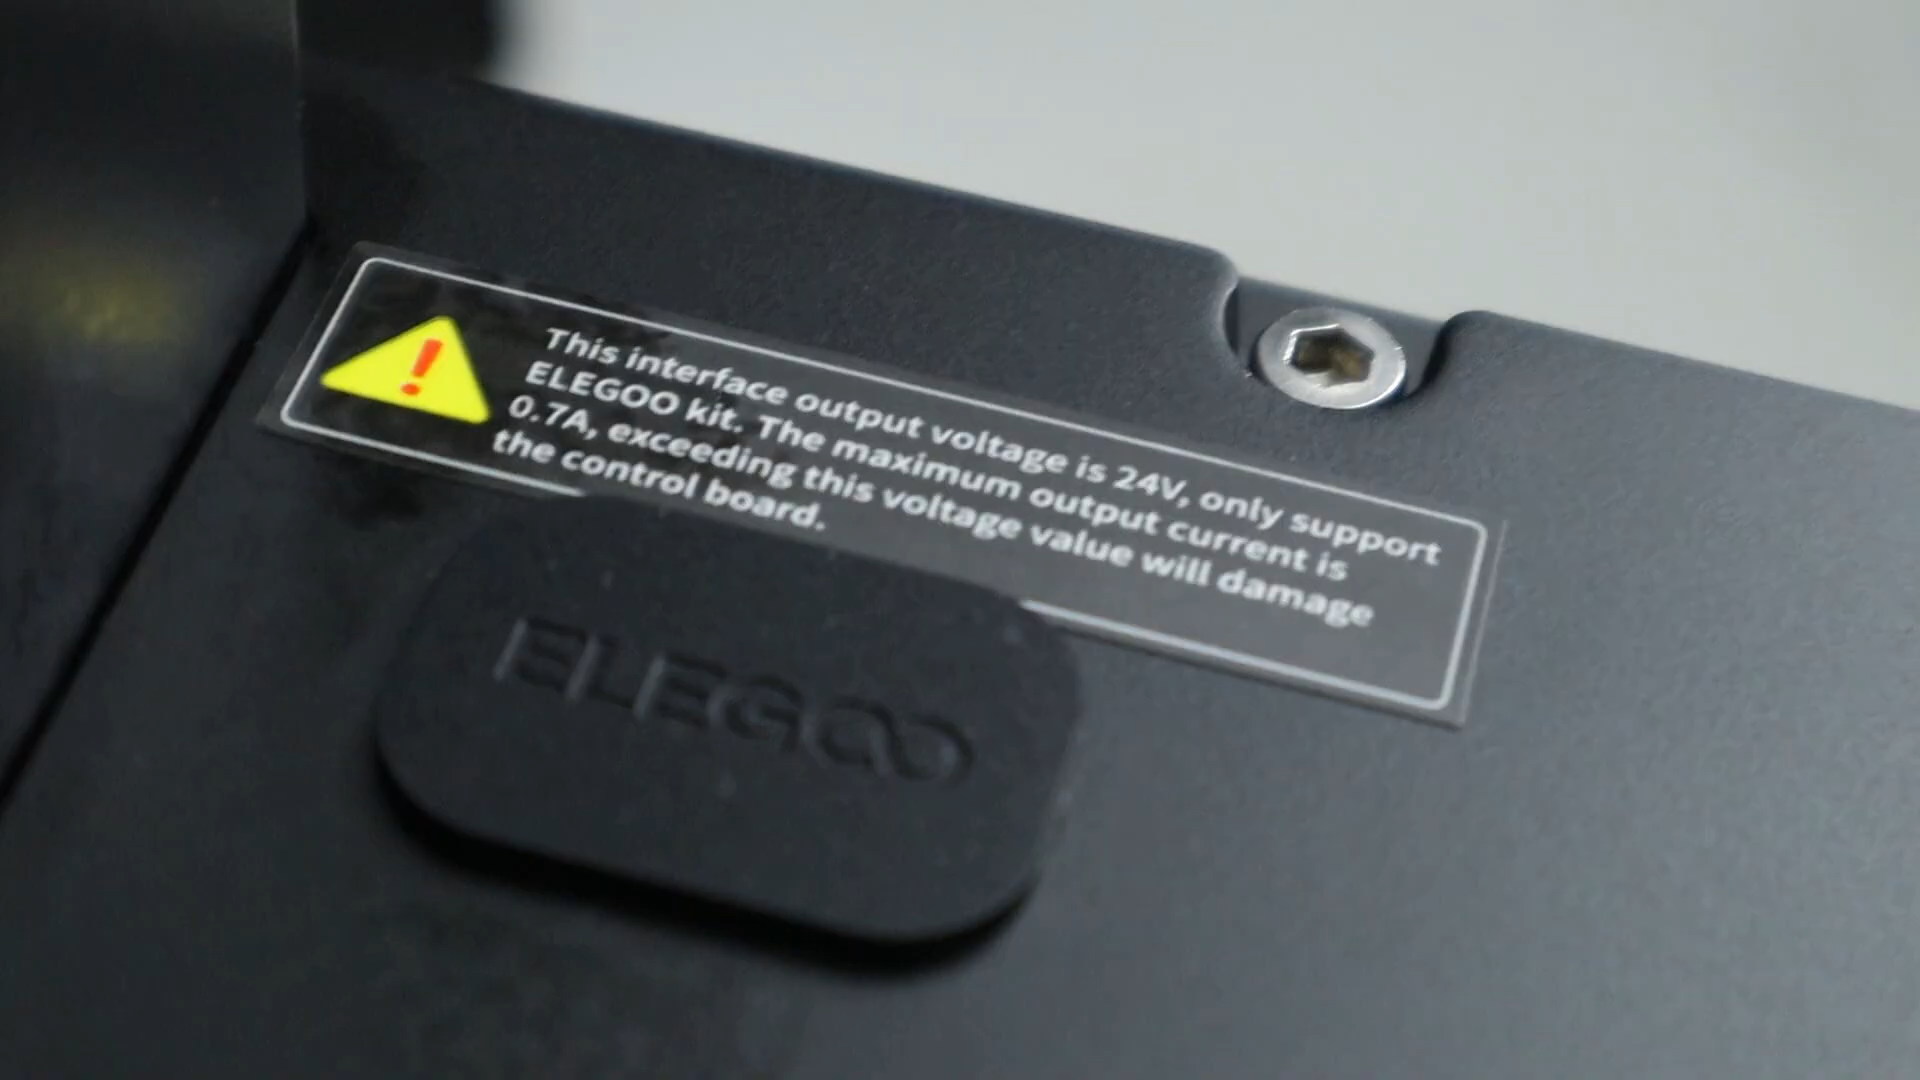 This interface output voltage is 24V, only support
ELEGOO kit. The maximum output current is
0.7A, exceeding this voltage value will damage
the control board.
ELEGOO